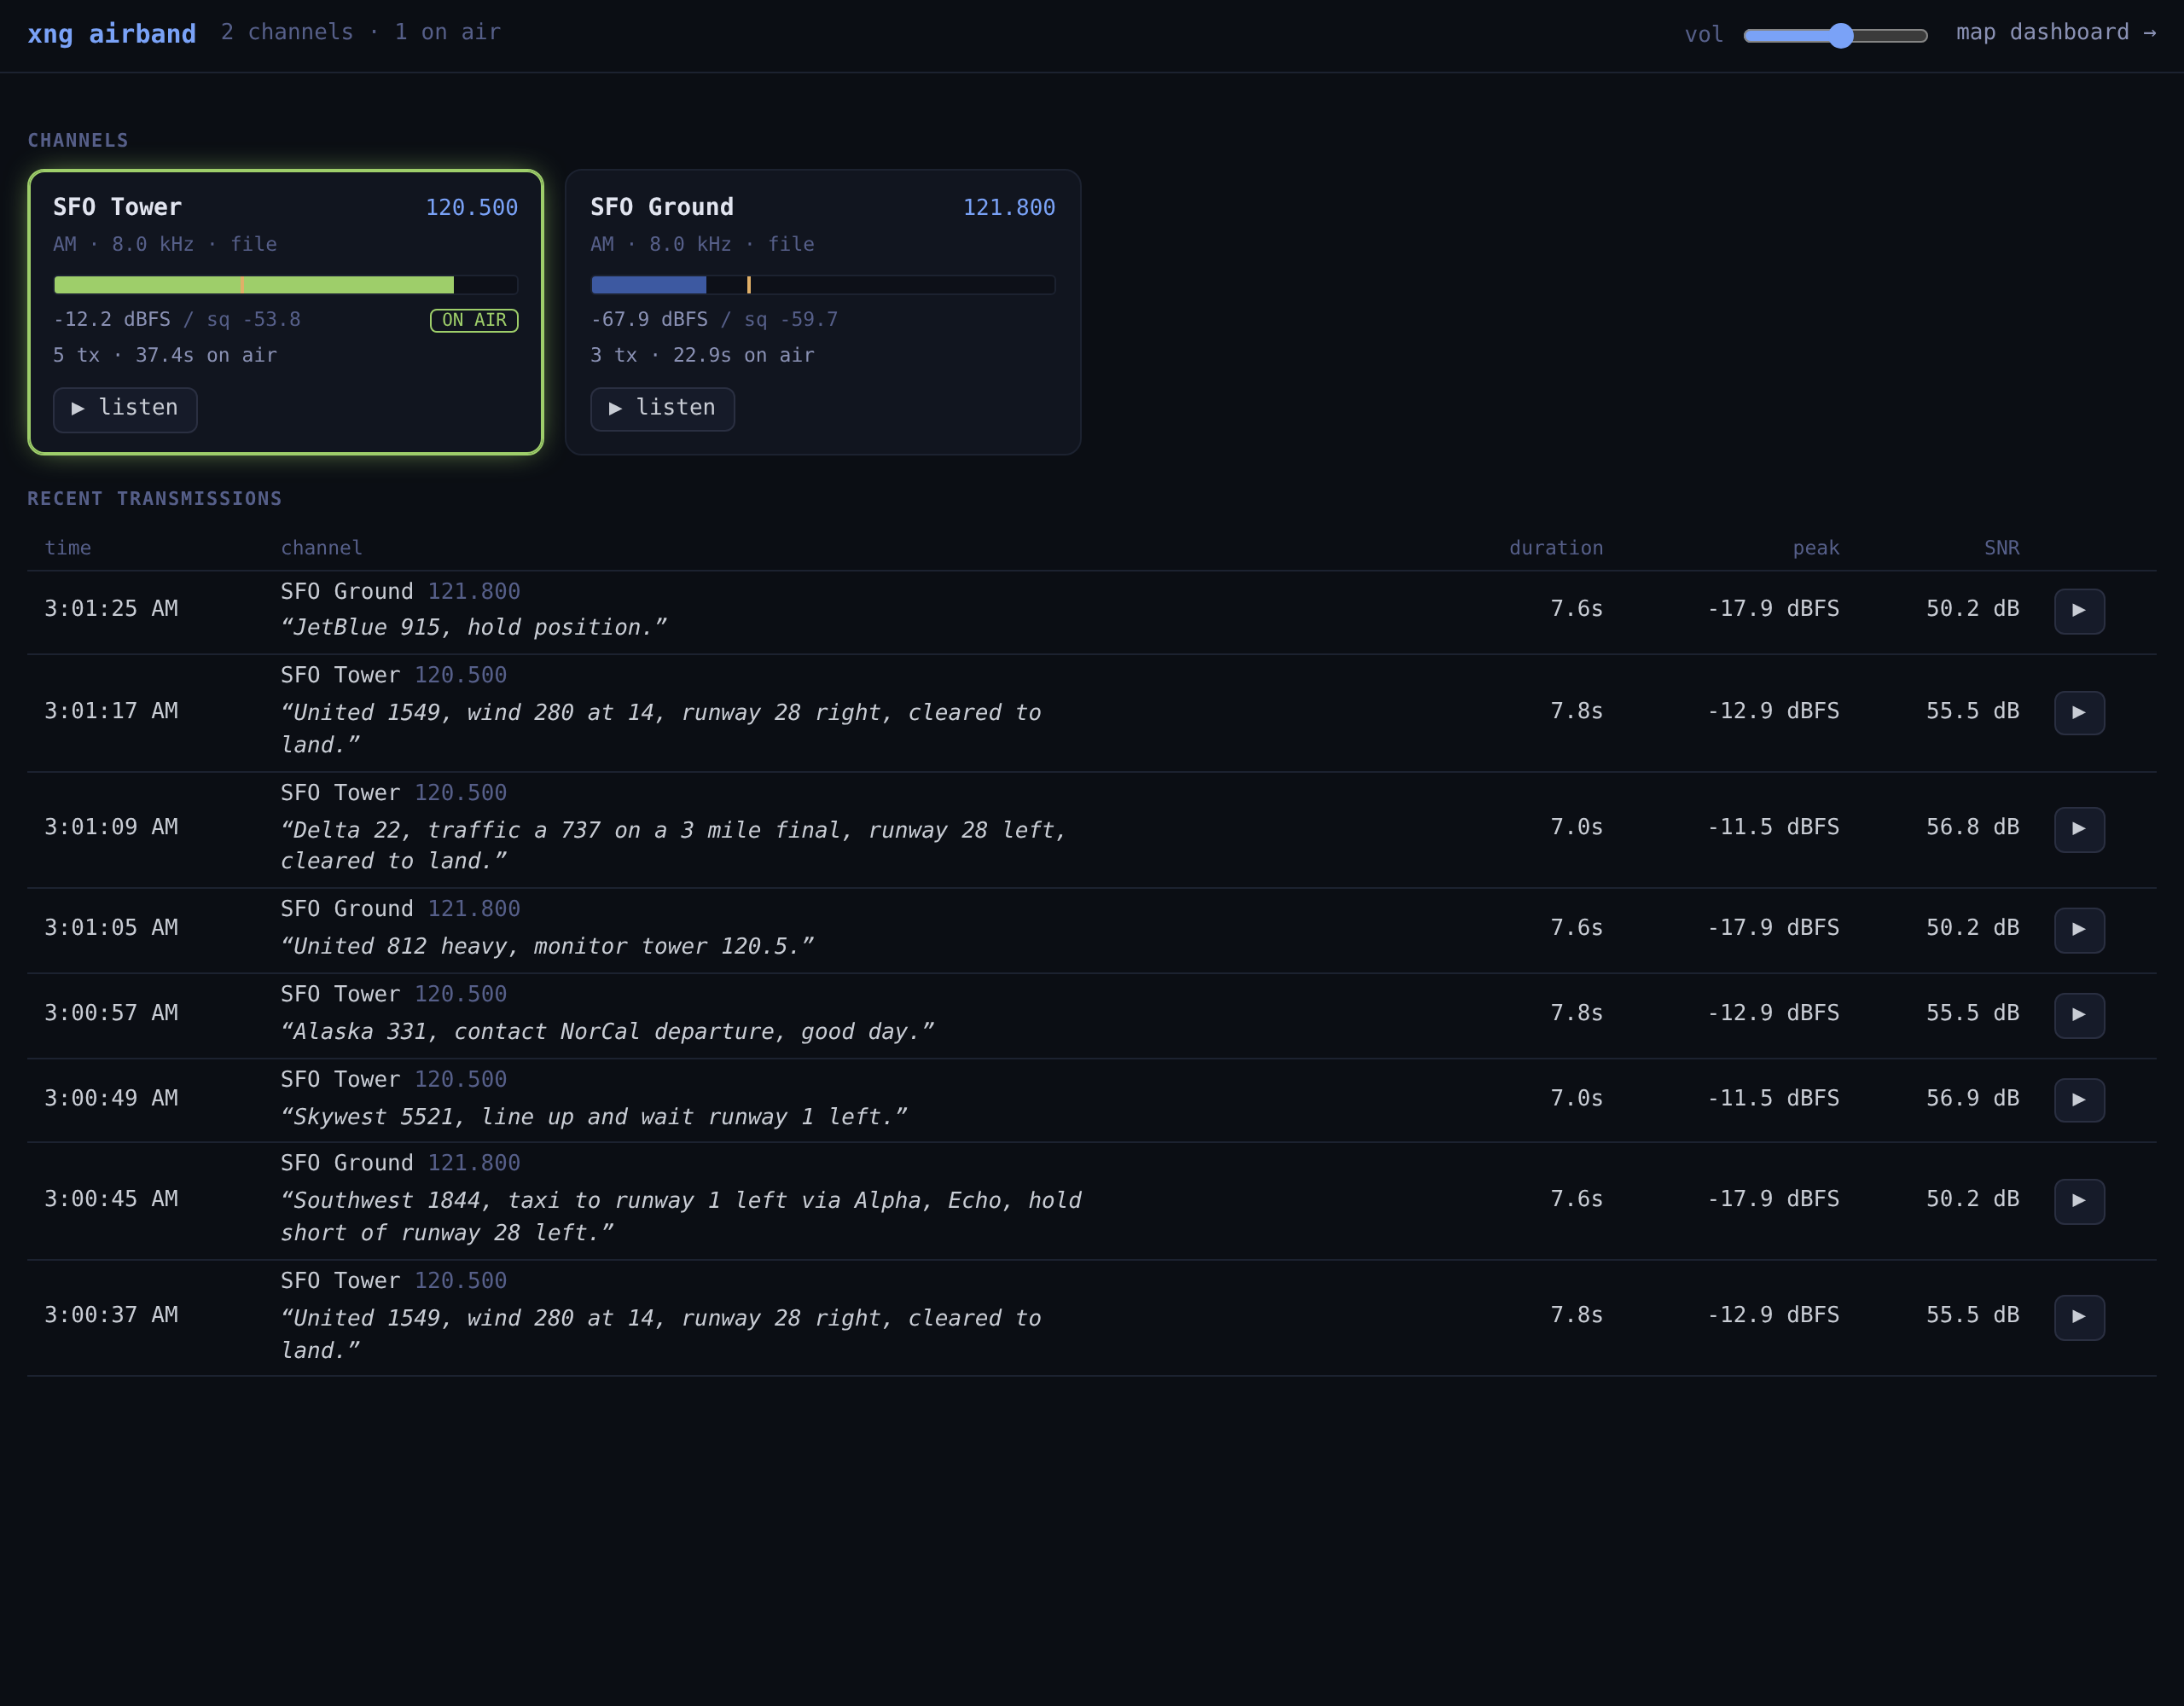 xng airband 2 channels · 1 on air vol map dashboard →
CHANNELS
SFO Tower 120.500
AM · 8.0 kHz · file
-12.2 dBFS / sq -53.8 ON AIR
5 tx · 37.4s on air
▶ listen
SFO Ground 121.800
AM · 8.0 kHz · file
-67.9 dBFS / sq -59.7
3 tx · 22.9s on air
▶ listen
RECENT TRANSMISSIONS
time channel duration peak SNR
3:01:25 AM SFO Ground 121.800 7.6s -17.9 dBFS 50.2 dB ▶
“JetBlue 915, hold position.”
3:01:17 AM SFO Tower 120.500 7.8s -12.9 dBFS 55.5 dB ▶
“United 1549, wind 280 at 14, runway 28 right, cleared to
land.”
3:01:09 AM SFO Tower 120.500 7.0s -11.5 dBFS 56.8 dB ▶
“Delta 22, traffic a 737 on a 3 mile final, runway 28 left,
cleared to land.”
3:01:05 AM SFO Ground 121.800 7.6s -17.9 dBFS 50.2 dB ▶
“United 812 heavy, monitor tower 120.5.”
3:00:57 AM SFO Tower 120.500 7.8s -12.9 dBFS 55.5 dB ▶
“Alaska 331, contact NorCal departure, good day.”
3:00:49 AM SFO Tower 120.500 7.0s -11.5 dBFS 56.9 dB ▶
“Skywest 5521, line up and wait runway 1 left.”
3:00:45 AM SFO Ground 121.800 7.6s -17.9 dBFS 50.2 dB ▶
“Southwest 1844, taxi to runway 1 left via Alpha, Echo, hold
short of runway 28 left.”
3:00:37 AM SFO Tower 120.500 7.8s -12.9 dBFS 55.5 dB ▶
“United 1549, wind 280 at 14, runway 28 right, cleared to
land.”